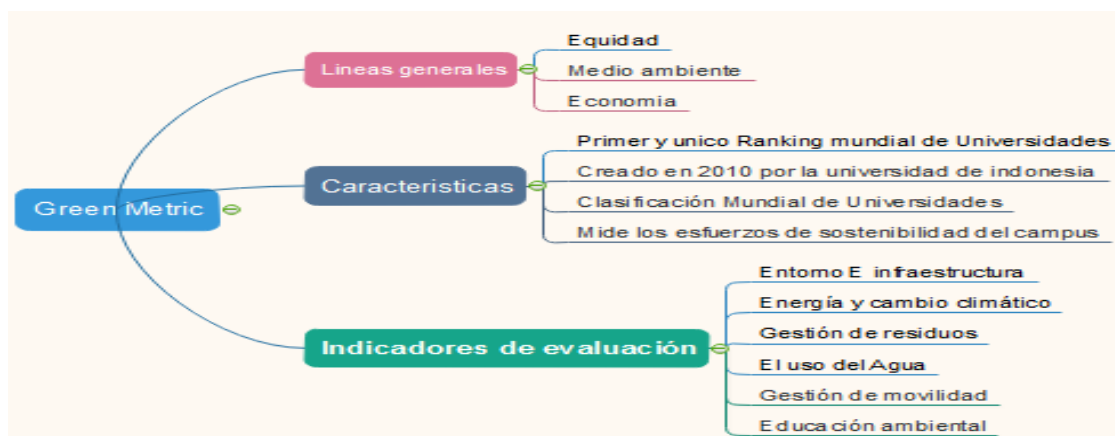 Green Metric
Lineas generales
Equidad
Medio ambiente
Economia
Caracteristicas
Primer y unico Ranking mundial de Universidades
Creado en 2010 por la universidad de indonesia
Clasificación Mundial de Universidades
Mide los esfuerzos de sostenibilidad del campus
Indicadores de evaluación
Entorno E infraestructura
Energía y cambio climático
Gestión de residuos
El uso del Agua
Gestión de movilidad
Educación ambiental